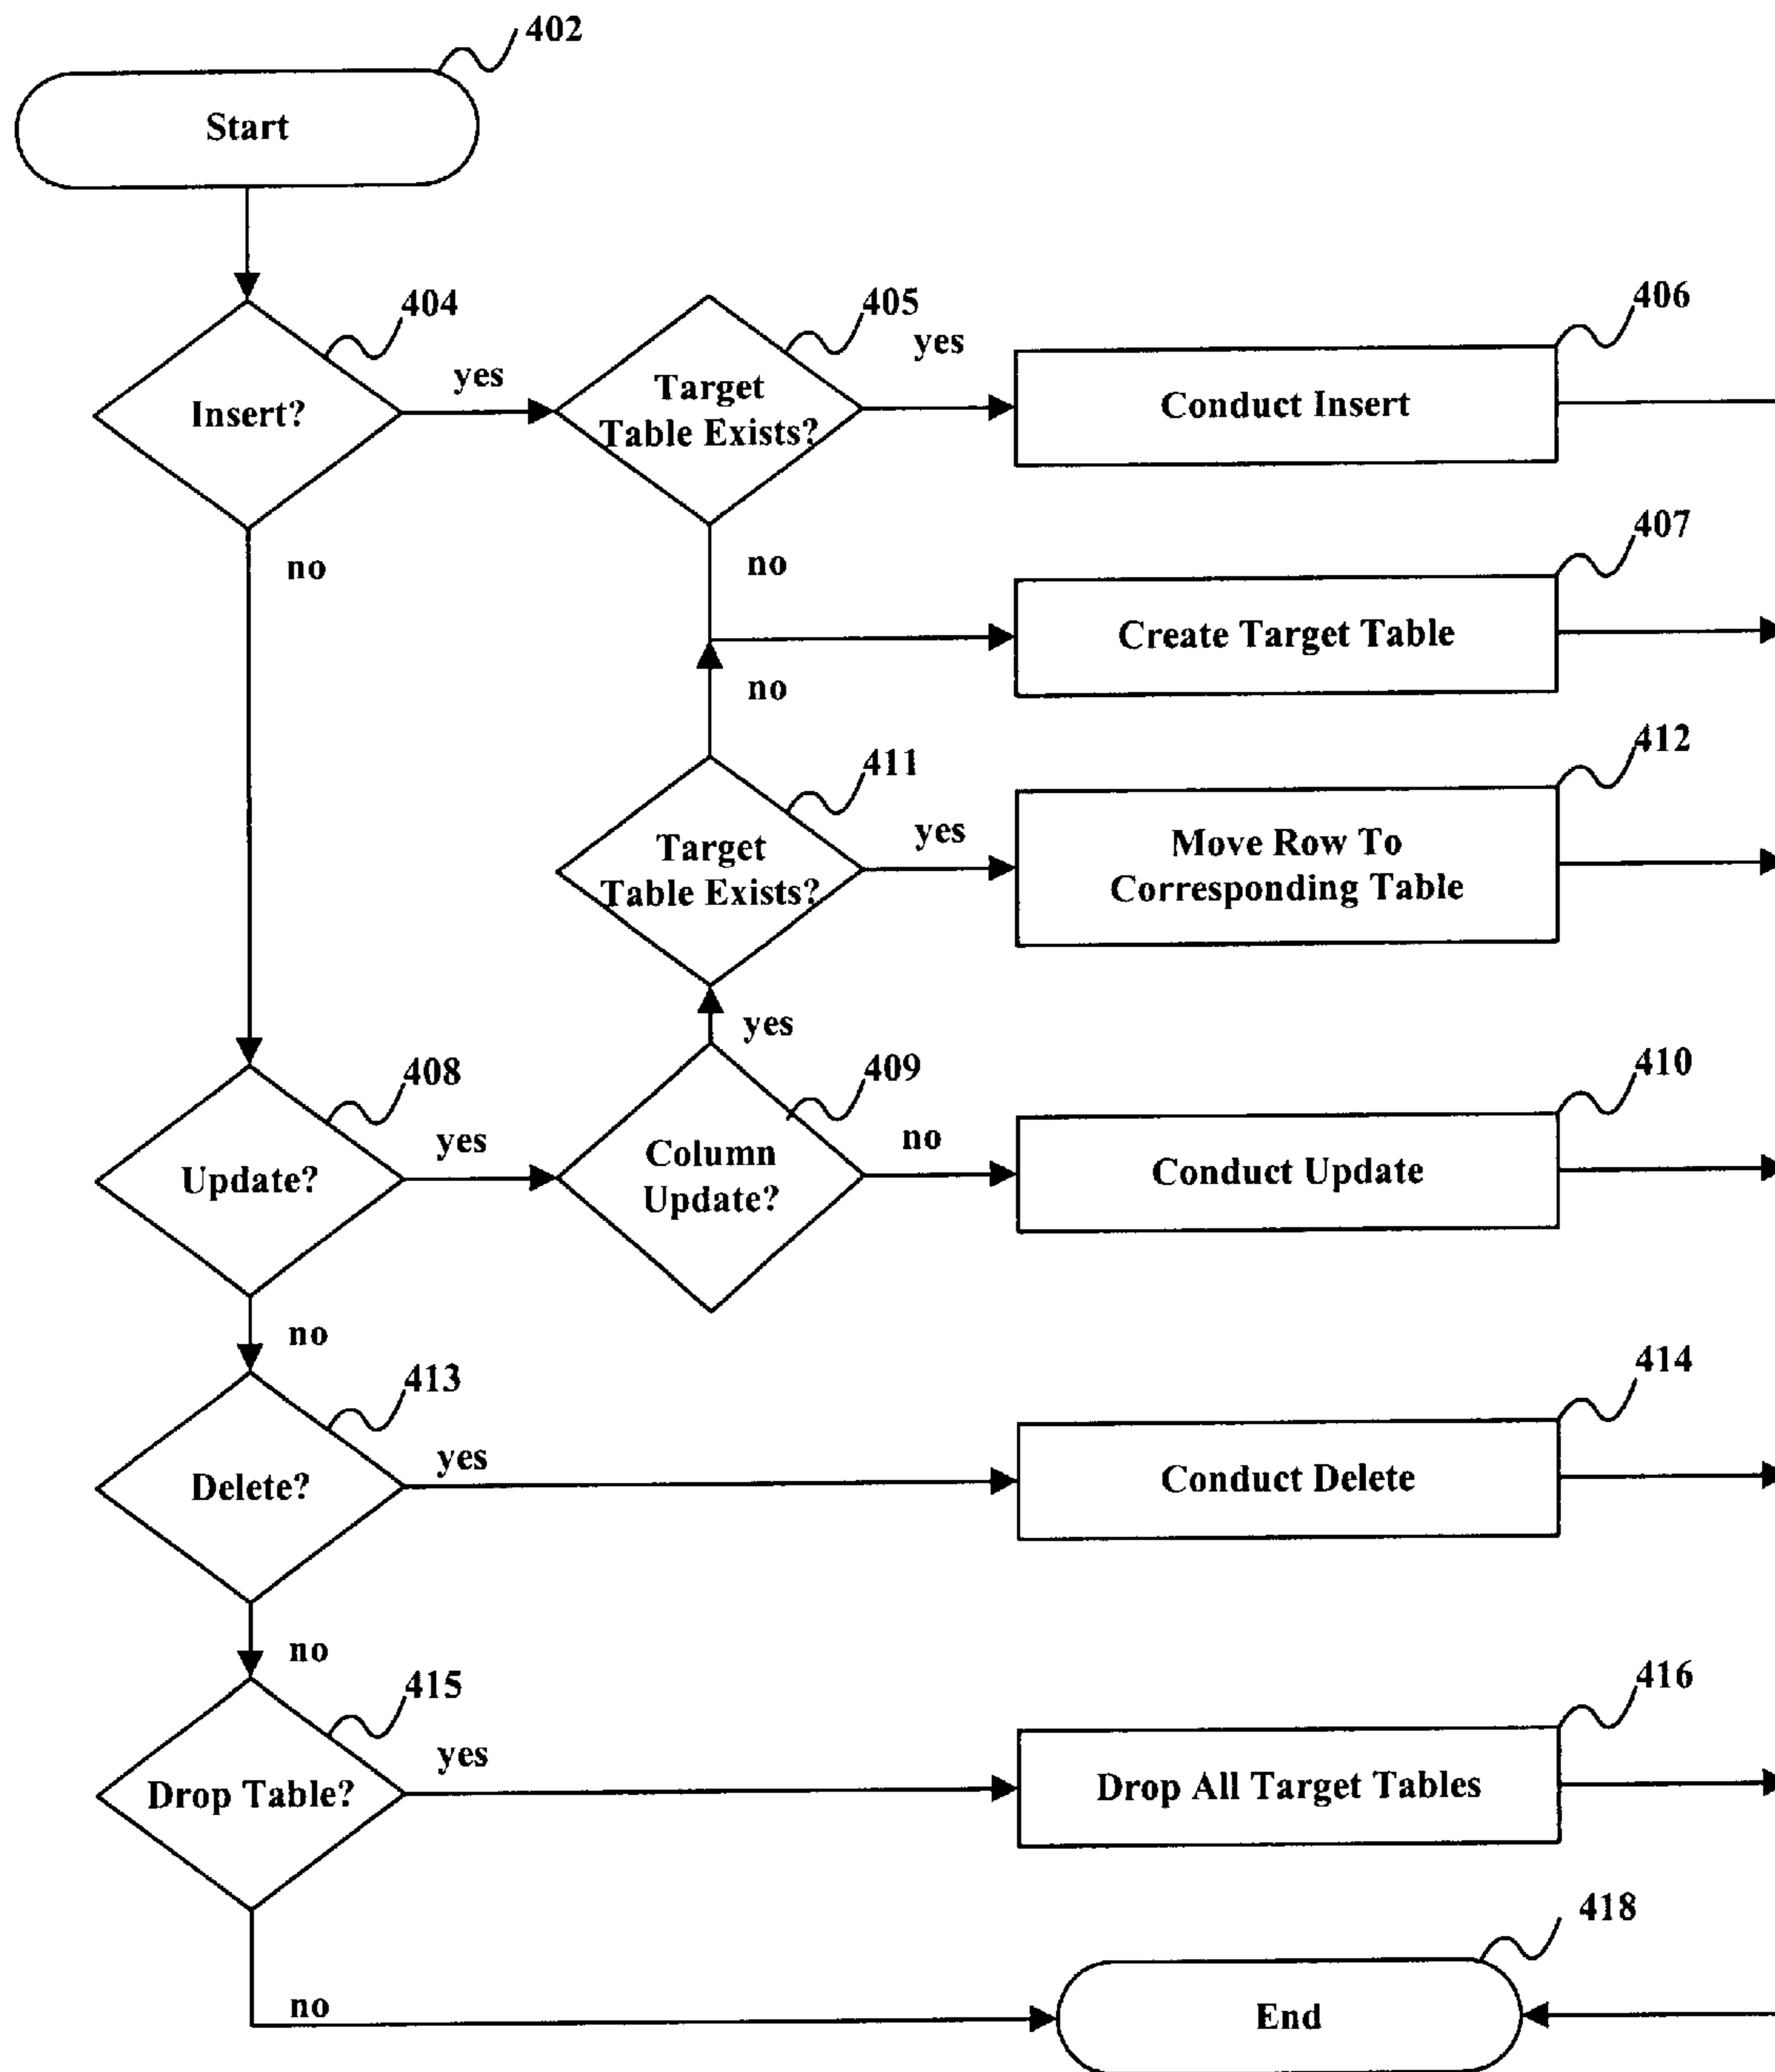 402
Start
404
405
406
yes
yes
Insert?
Target
Table Exists?
Conduct Insert
no
no
407
Create Target Table
no
411
412
Target
Table Exists?
yes
Move Row To
Corresponding Table
yes
408
409
410
Update?
yes
Column
Update?
no
Conduct Update
no
413
414
Delete?
yes
Conduct Delete
no
415
416
Drop Table?
yes
Drop All Target Tables
418
no
End